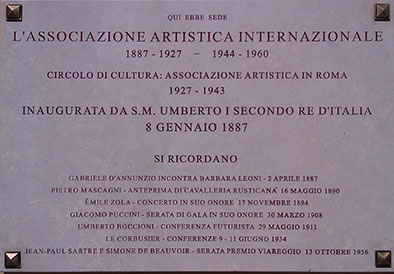 QUI EBBE SEDE
L'ASSOCIAZIONE ARTISTICA INTERNAZIONALE
1887 - 1927 - 1944 - 1960
CIRCOLO DI CULTURA: ASSOCIAZIONE ARTISTICA IN ROMA
1927 - 1943
INAUGURATA DA S.M. UMBERTO I SECONDO RE D'ITALIA
8 GENNAIO 1887
SI RICORDANO
GABRIELE D'ANNUNZIO INCONTRA BARBARA LEONI - 2 APRILE 1887
PIETRO MASCAGNI - ANTEPRIMA DI "CAVALLERIA RUSTICANA" 16 MAGGIO 1890
ÉMILE ZOLA - CONCERTO IN SUO ONORE 17 NOVEMBRE 1894
GIACOMO PUCCINI - SERATA DI GALA IN SUO ONORE 30 MARZO 1908
UMBERTO BOCCIONI - CONFERENZA FUTURISTA 29 MAGGIO 1911
LE CORBUSIER - CONFERENZE 9 - 11 GIUGNO 1934
JEAN-PAUL SARTRE E SIMONE DE BEAUVOIR - SERATA PREMIO VIAREGGIO 13 OTTOBRE 1956